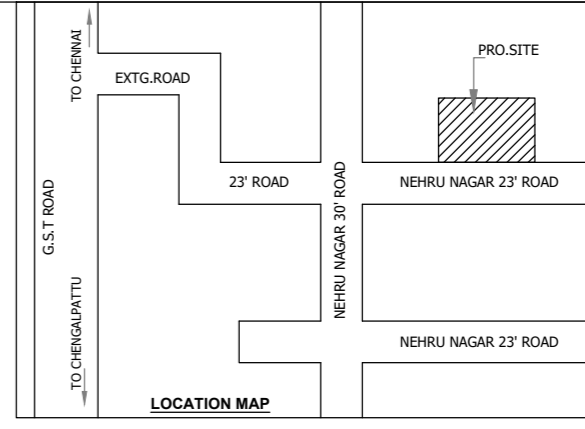 TO CHENNAI
EXTG.ROAD
PRO.SITE
G.S.T ROAD
23' ROAD
NEHRU NAGAR 30' ROAD
NEHRU NAGAR 23' ROAD
TO CHENGALPATTU
NEHRU NAGAR 23' ROAD
LOCATION MAP